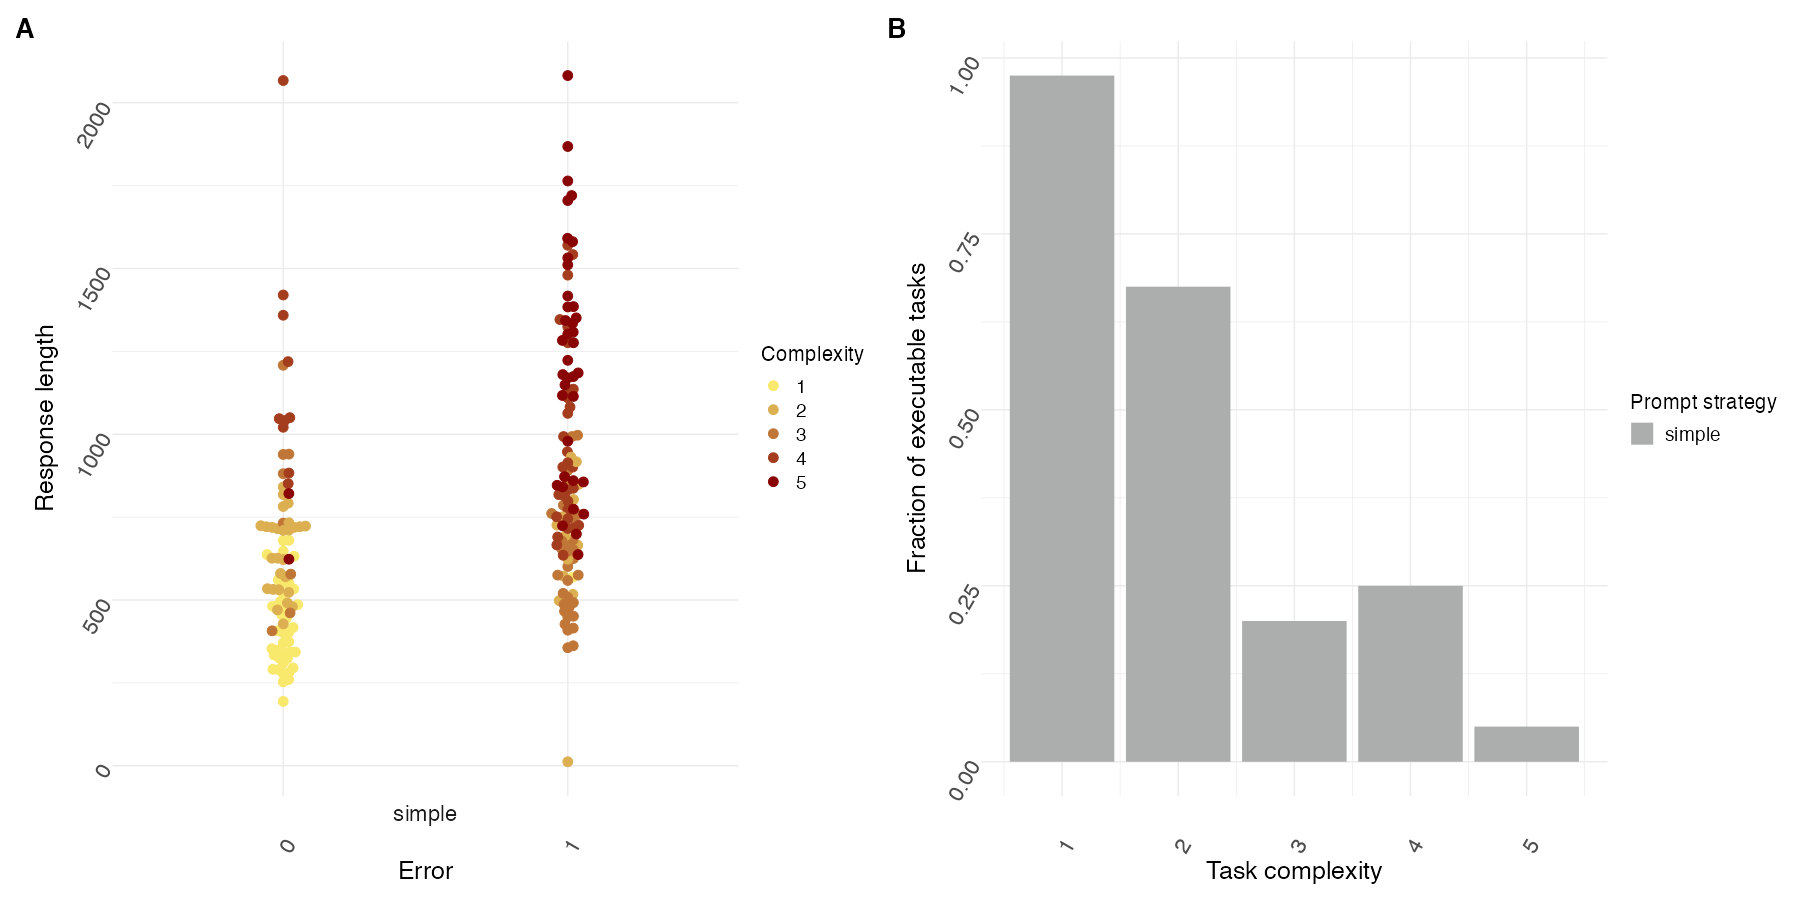 A
Response length
2000
1500
1000
500
0
simple
0
1
Error
Complexity
1
2
3
4
5
B
Fraction of executable tasks
1.00
0.75
0.50
0.25
0.00
1
2
3
4
5
Task complexity
Prompt strategy
simple